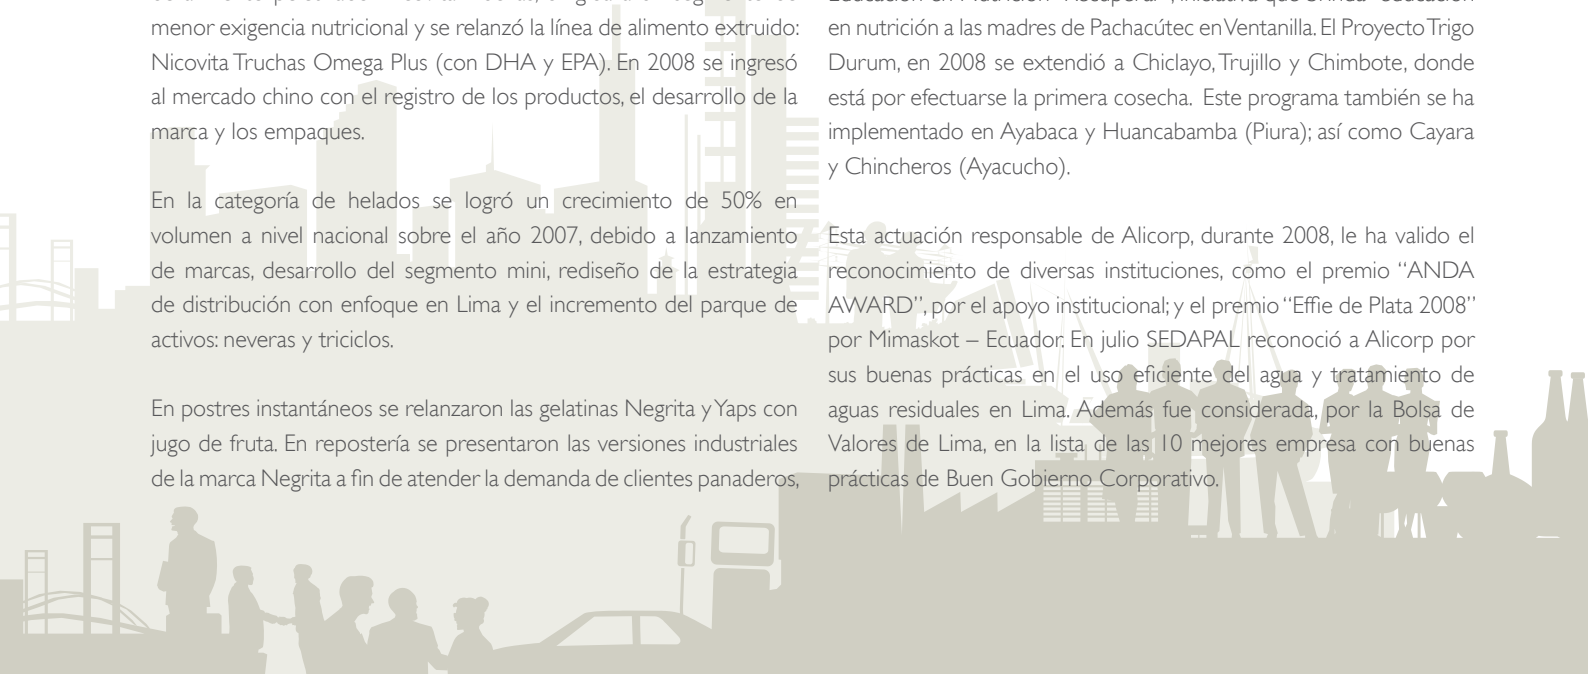 menor exigencia nutricional y se relanzó la línea de alimento extruido:
Nicovita Truchas Omega Plus (con DHA y EPA). En 2008 se ingresó
al mercado chino con el registro de los productos, el desarrollo de la
marca y los empaques.
En la categoría de helados se logró un crecimiento de 50% en
volumen a nivel nacional sobre el año 2007, debido a lanzamiento
de marcas, desarrollo del segmento mini, rediseño de la estrategia
de distribución con enfoque en Lima y el incremento del parque de
activos: neveras y triciclos.
En postres instantáneos se relanzaron las gelatinas Negrita y Yaps con
jugo de fruta. En repostería se presentaron las versiones industriales
de la marca Negrita a fin de atender la demanda de clientes panaderos,
en nutrición a las madres de Pachacútec en Ventanilla. El Proyecto Trigo
Durum, en 2008 se extendió a Chiclayo, Trujillo y Chimbote, donde
está por efectuarse la primera cosecha. Este programa también se ha
implementado en Ayabaca y Huancabamba (Piura); así como Cayara
y Chincheros (Ayacucho).
Esta actuación responsable de Alicorp, durante 2008, le ha valido el
reconocimiento de diversas instituciones, como el premio “ANDA
AWARD”, por el apoyo institucional; y el premio “Effie de Plata 2008”
por Mimaskot – Ecuador. En julio SEDAPAL reconoció a Alicorp por
sus buenas prácticas en el uso eficiente del agua y tratamiento de
aguas residuales en Lima. Además fue considerada, por la Bolsa de
Valores de Lima, en la lista de las 10 mejores empresa con buenas
prácticas de Buen Gobierno Corporativo.